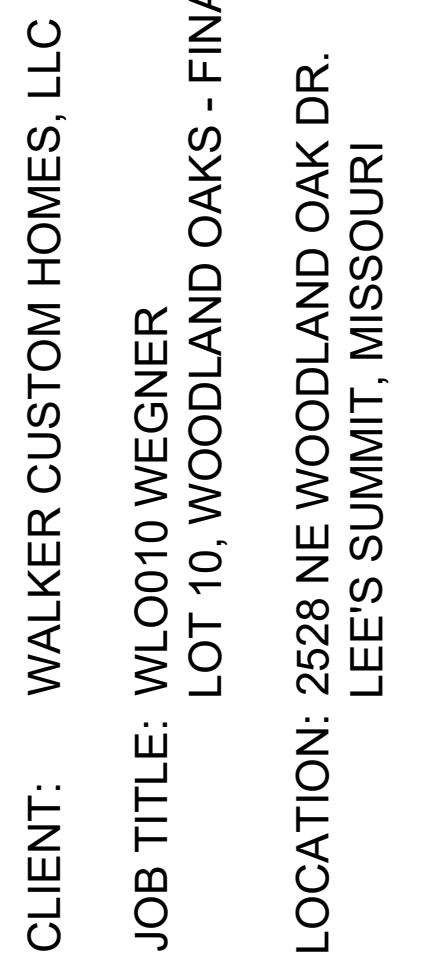 CLIENT: WALKER CUSTOM HOMES, LLC
JOB TITLE: WLO010 WEGNER
LOT 10, WOODLAND OAKS - FINA
LOCATION: 2528 NE WOODLAND OAK DR.
LEE'S SUMMIT, MISSOURI